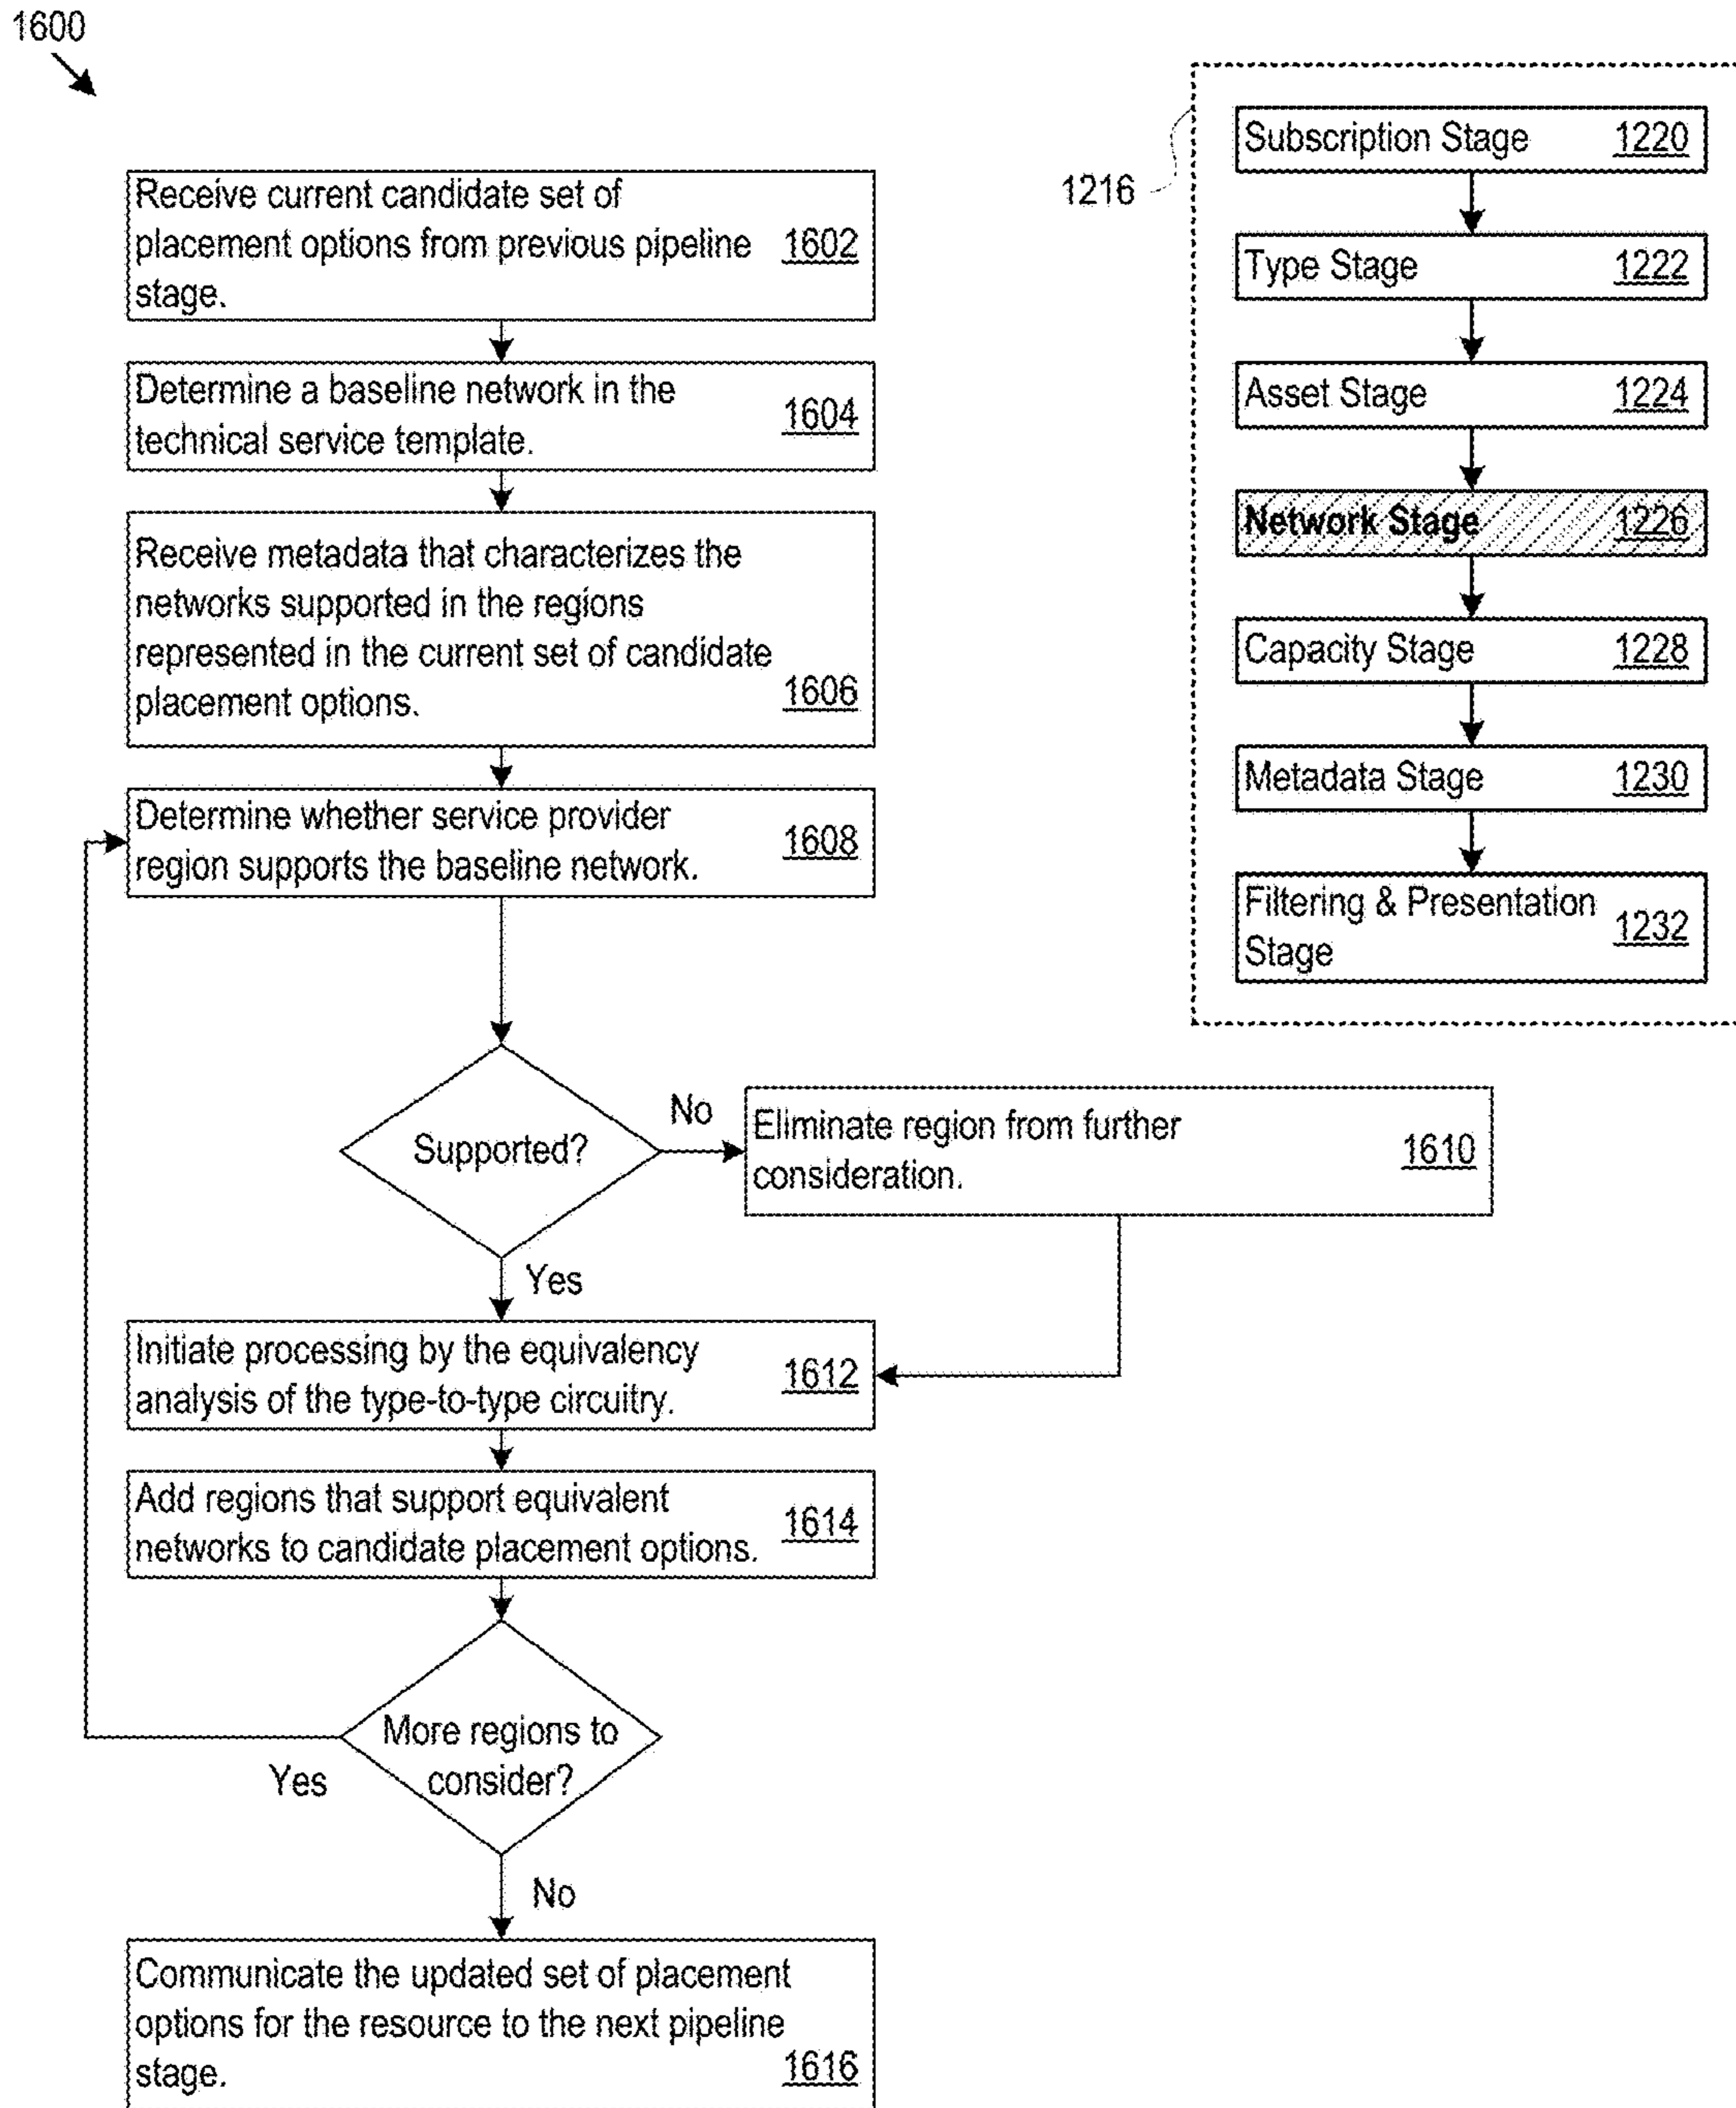 1600
Receive current candidate set of
placement options from previous pipeline 1602
stage.
Determine a baseline network in the
technical service template. 1604
Receive metadata that characterizes the
networks supported in the regions
represented in the current set of candidate
placement options. 1606
Determine whether service provider
region supports the baseline network. 1608
Supported?
No
Eliminate region from further
consideration. 1610
Yes
Initiate processing by the equivalency
analysis of the type-to-type circuitry. 1612
Add regions that support equivalent
networks to candidate placement options. 1614
More regions to
consider?
Yes
No
Communicate the updated set of placement
options for the resource to the next pipeline
stage. 1616
1216
Subscription Stage 1220
Type Stage 1222
Asset Stage 1224
Network Stage 1226
Capacity Stage 1228
Metadata Stage 1230
Filtering & Presentation
Stage 1232